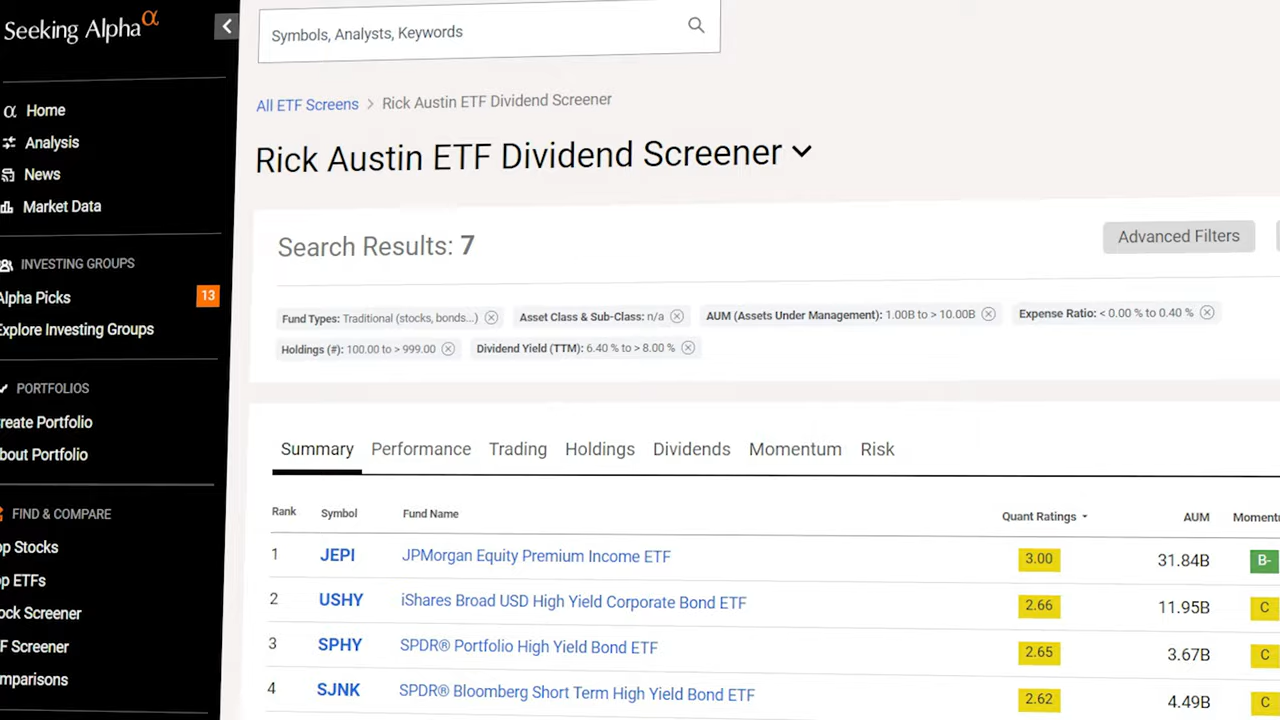 Seeking Alpha α
Symbols, Analysts, Keywords
Home
Analysis
News
Market Data
INVESTING GROUPS
Alpha Picks 13
Explore Investing Groups
PORTFOLIOS
reate Portfolio
bout Portfolio
FIND & COMPARE
op Stocks
op ETFs
ock Screener
F Screener
mparisons
All ETF Screens > Rick Austin ETF Dividend Screener
Rick Austin ETF Dividend Screener
Search Results: 7
Advanced Filters
Fund Types: Traditional (stocks, bonds...) Asset Class & Sub-Class: n/a AUM (Assets Under Management): 1.00B to > 10.00B Expense Ratio: < 0.00 % to 0.40 %
Holdings (#): 100.00 to > 999.00 Dividend Yield (TTM): 6.40 % to > 8.00 %
Summary Performance Trading Holdings Dividends Momentum Risk
Rank Symbol Fund Name Quant Ratings AUM Moment
1 JEPI JPMorgan Equity Premium Income ETF 3.00 31.84B B-
2 USHY iShares Broad USD High Yield Corporate Bond ETF 2.66 11.95B C
3 SPHY SPDR® Portfolio High Yield Bond ETF 2.65 3.67B C
4 SJNK SPDR® Bloomberg Short Term High Yield Bond ETF 2.62 4.49B C